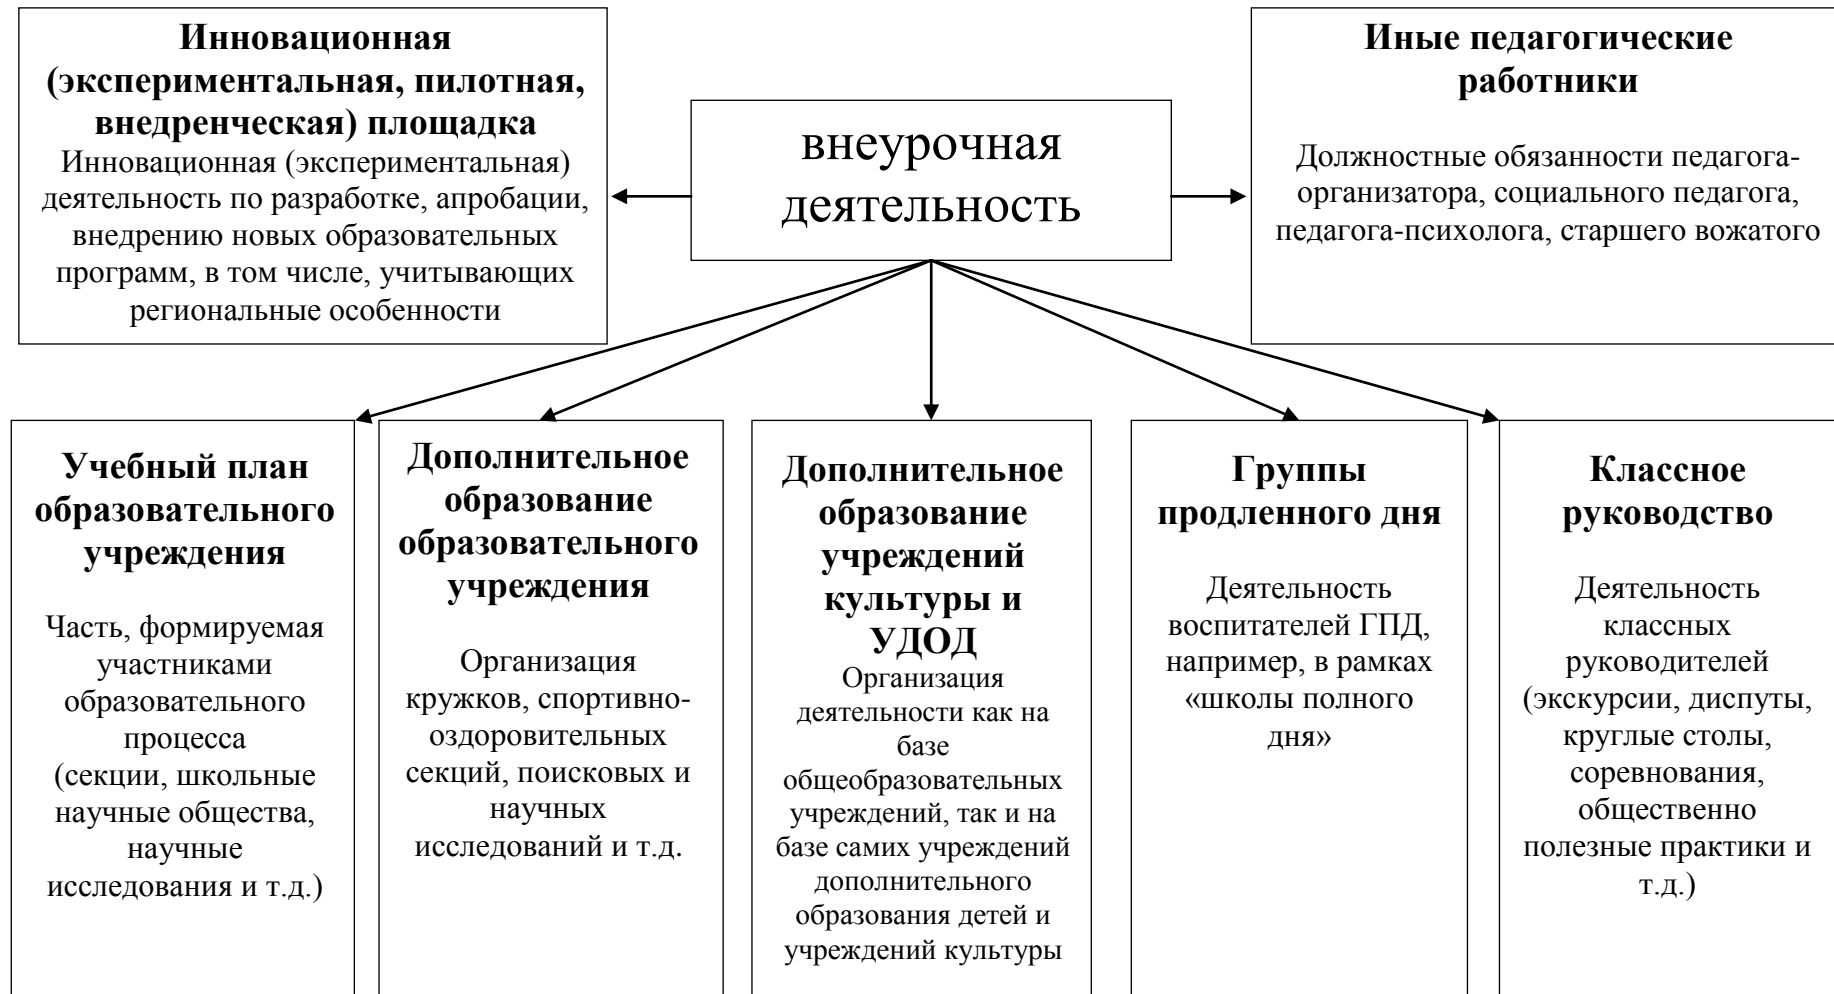 Инновационная
(экспериментальная, пилотная,
внедренческая) площадка
Инновационная (экспериментальная)
деятельность по разработке, апробации,
внедрению новых образовательных
программ, в том числе, учитывающих
региональные особенности
внеурочная
деятельность
Иные педагогические
работники
Должностные обязанности педагога-
организатора, социального педагога,
педагога-психолога, старшего вожатого
Учебный план
образовательного
учреждения
Часть, формируемая
участниками
образовательного
процесса
(секции, школьные
научные общества,
научные
исследования и т.д.)
Дополнительное
образование
образовательного
учреждения
Организация
кружков, спортивно-
оздоровительных
секций, поисковых и
научных
исследований и т.д.
Дополнительное
образование
учреждений
культуры и
УДОД
Организация
деятельности как на
базе
общеобразовательных
учреждений, так и на
базе самих учреждений
дополнительного
образования детей и
учреждений культуры
Группы
продленного дня
Деятельность
воспитателей ГПД,
например, в рамках
«школы полного
дня»
Классное
руководство
Деятельность
классных
руководителей
(экскурсии, диспуты,
круглые столы,
соревнования,
общественно
полезные практики и
т.д.)